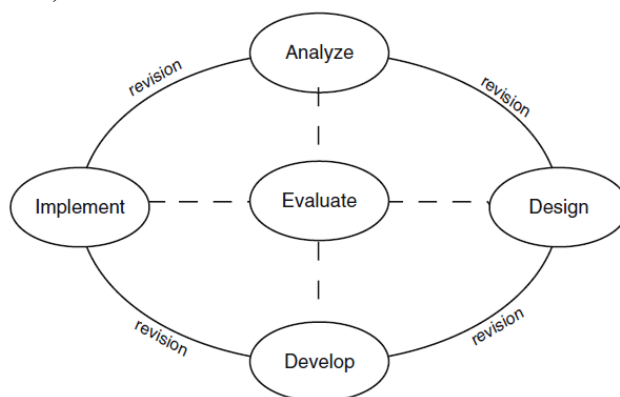 Analyze
revision
revision
Implement
Evaluate
Design
revision
revision
Develop